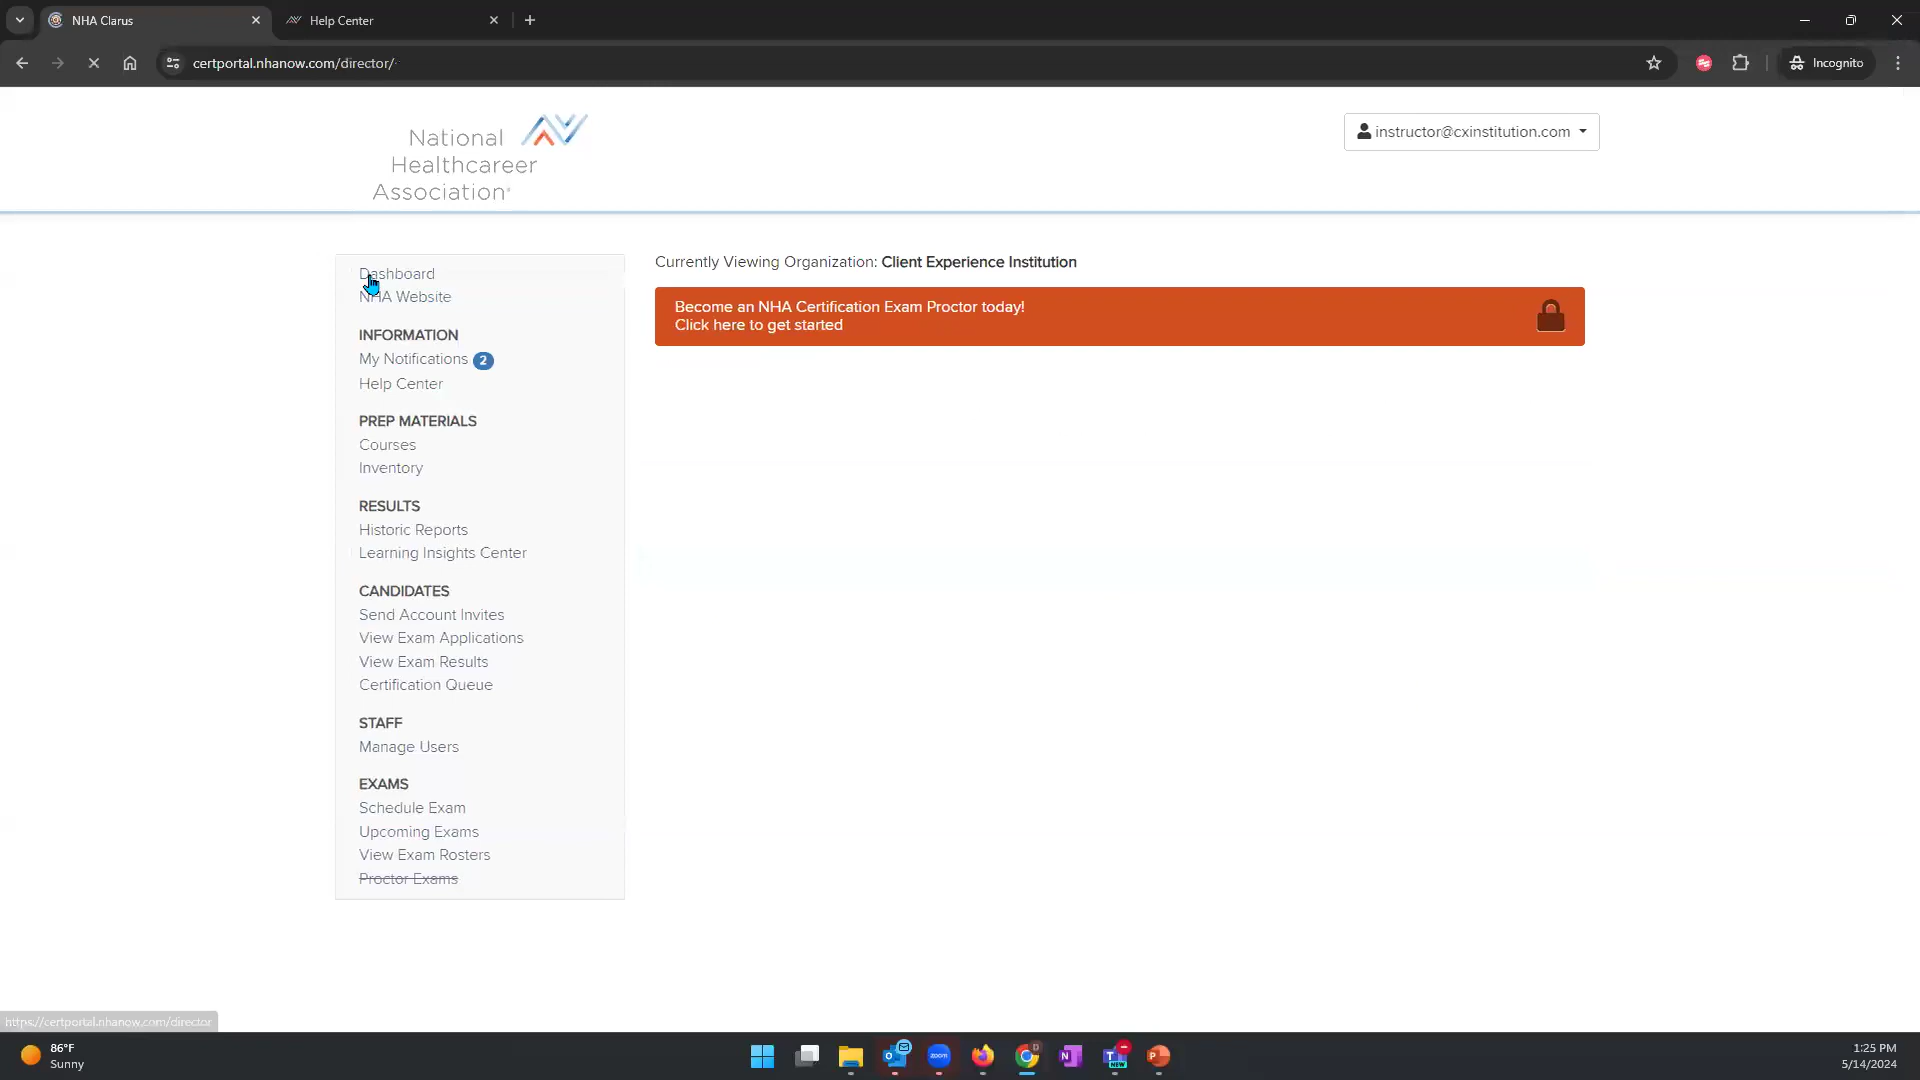 NHA Clarus
Help Center
certportal.nhanow.com/director/
Incognito
National
Healthcareer
Association
instructor@cxinstitution.com
Dashboard
NHA Website
INFORMATION
My Notifications 2
Help Center
PREP MATERIALS
Courses
Inventory
RESULTS
Historic Reports
Learning Insights Center
CANDIDATES
Send Account Invites
View Exam Applications
View Exam Results
Certification Queue
STAFF
Manage Users
EXAMS
Schedule Exam
Upcoming Exams
View Exam Rosters
Proctor Exams
Currently Viewing Organization: Client Experience Institution
Become an NHA Certification Exam Proctor today!
Click here to get started
https://certportal.nhanow.com/director
86°F
Sunny
zoom
NEW
1:25 PM
5/14/2024